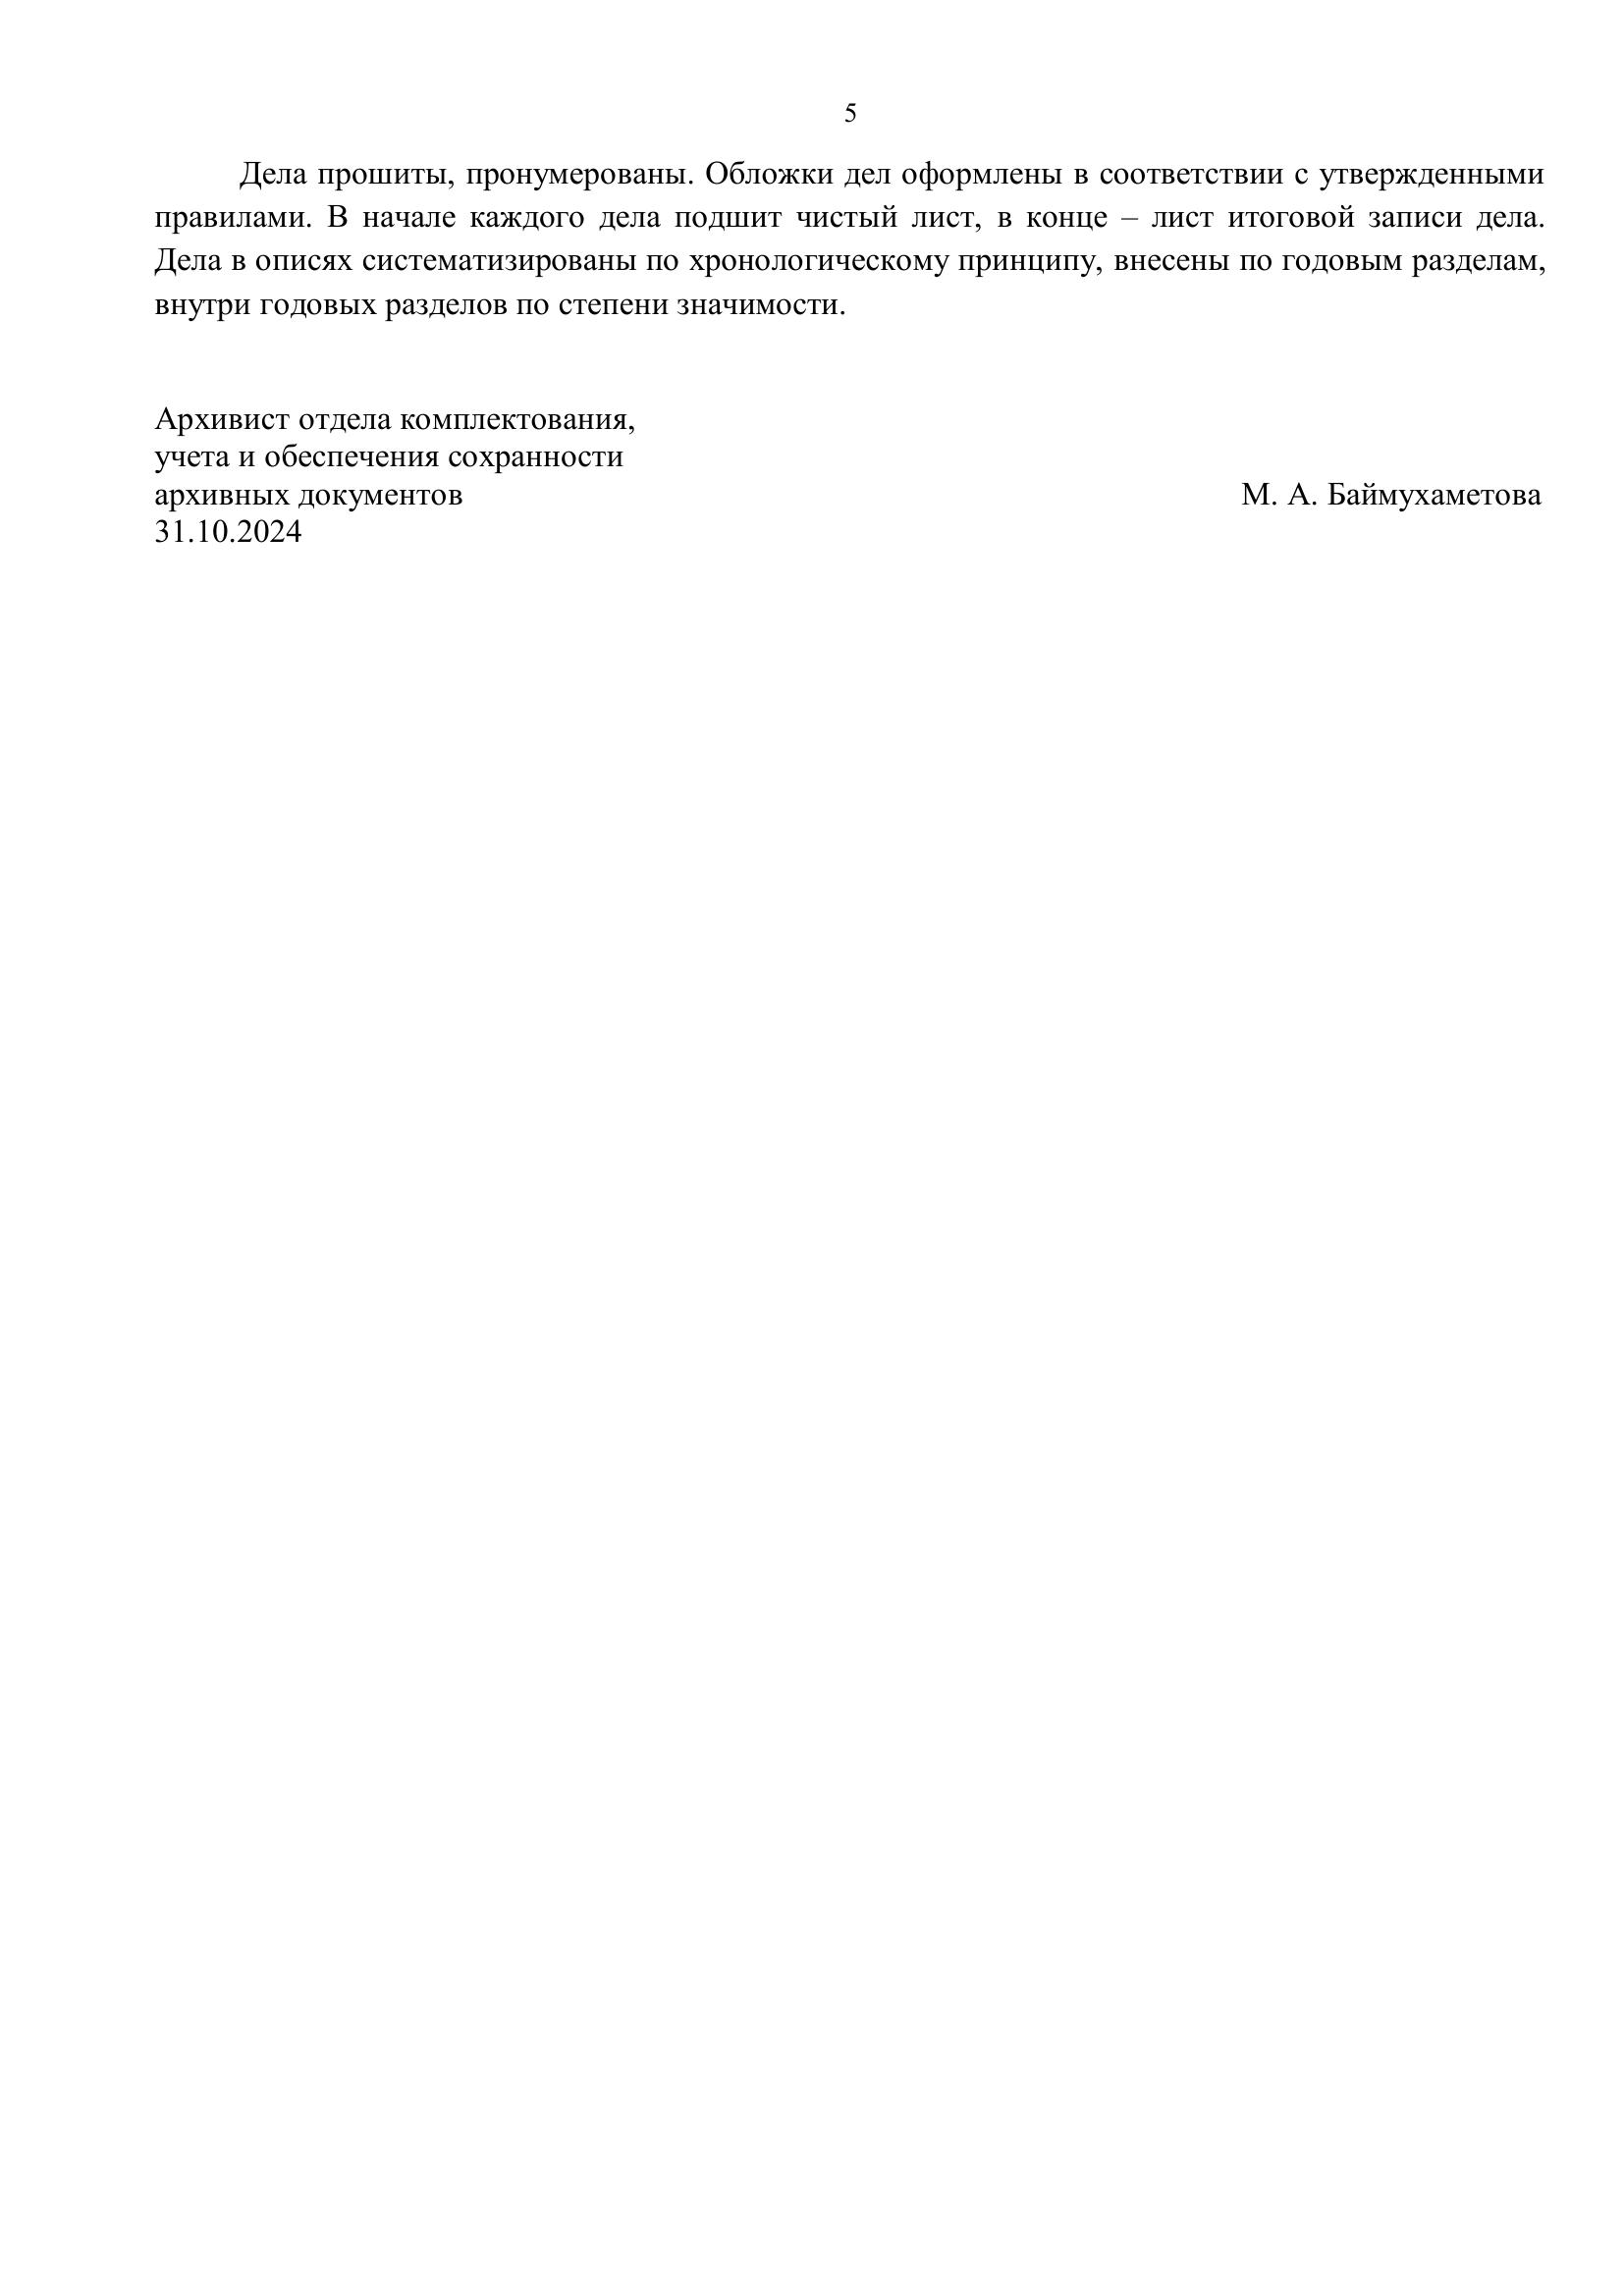 5
Дела прошиты, пронумерованы. Обложки дел оформлены в соответствии с утвержденными
правилами. В начале каждого дела подшит чистый лист, в конце – лист итоговой записи дела.
Дела в описях систематизированы по хронологическому принципу, внесены по годовым разделам,
внутри годовых разделов по степени значимости.
Архивист отдела комплектования,
учета и обеспечения сохранности
архивных документов М. А. Баймухаметова
31.10.2024